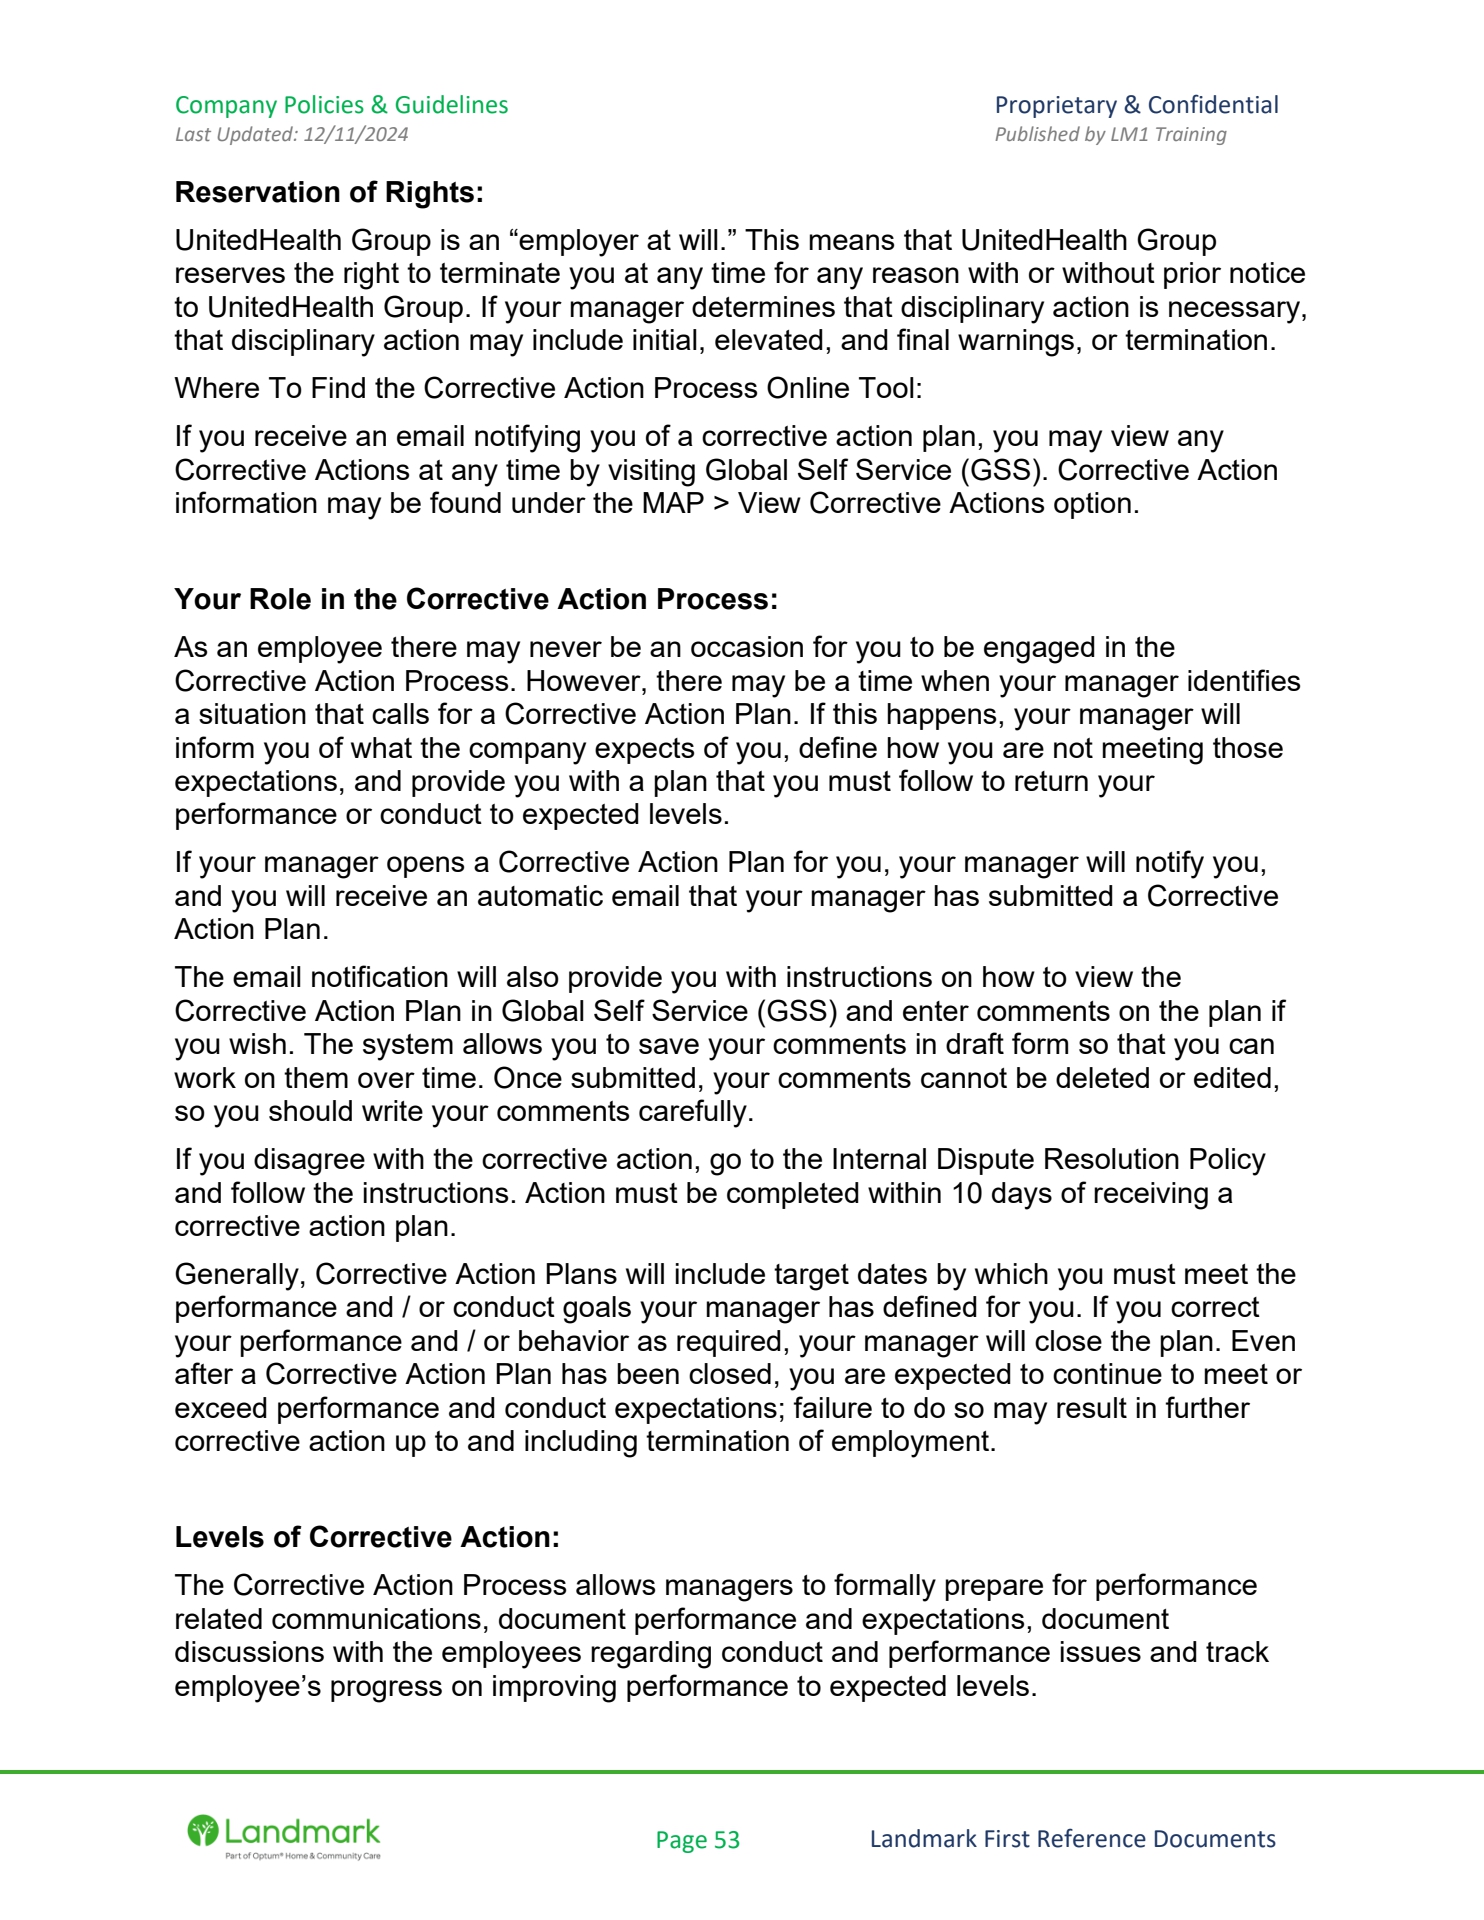 Company Policies & Guidelines
Proprietary & Confidential
Last Updated: 12/11/2024
Published by LM1 Training
Reservation of Rights:
UnitedHealth Group is an “employer at will.” This means that UnitedHealth Group
reserves the right to terminate you at any time for any reason with or without prior notice
to UnitedHealth Group. If your manager determines that disciplinary action is necessary,
that disciplinary action may include initial, elevated, and final warnings, or termination.
Where To Find the Corrective Action Process Online Tool:
If you receive an email notifying you of a corrective action plan, you may view any
Corrective Actions at any time by visiting Global Self Service (GSS). Corrective Action
information may be found under the MAP > View Corrective Actions option.
Your Role in the Corrective Action Process:
As an employee there may never be an occasion for you to be engaged in the
Corrective Action Process. However, there may be a time when your manager identifies
a situation that calls for a Corrective Action Plan. If this happens, your manager will
inform you of what the company expects of you, define how you are not meeting those
expectations, and provide you with a plan that you must follow to return your
performance or conduct to expected levels.
If your manager opens a Corrective Action Plan for you, your manager will notify you,
and you will receive an automatic email that your manager has submitted a Corrective
Action Plan.
The email notification will also provide you with instructions on how to view the
Corrective Action Plan in Global Self Service (GSS) and enter comments on the plan if
you wish. The system allows you to save your comments in draft form so that you can
work on them over time. Once submitted, your comments cannot be deleted or edited,
so you should write your comments carefully.
If you disagree with the corrective action, go to the Internal Dispute Resolution Policy
and follow the instructions. Action must be completed within 10 days of receiving a
corrective action plan.
Generally, Corrective Action Plans will include target dates by which you must meet the
performance and / or conduct goals your manager has defined for you. If you correct
your performance and / or behavior as required, your manager will close the plan. Even
after a Corrective Action Plan has been closed, you are expected to continue to meet or
exceed performance and conduct expectations; failure to do so may result in further
corrective action up to and including termination of employment.
Levels of Corrective Action:
The Corrective Action Process allows managers to formally prepare for performance
related communications, document performance and expectations, document
discussions with the employees regarding conduct and performance issues and track
employee’s progress on improving performance to expected levels.
Landmark
Part of Optum® Home & Community Care
Page 53
Landmark First Reference Documents